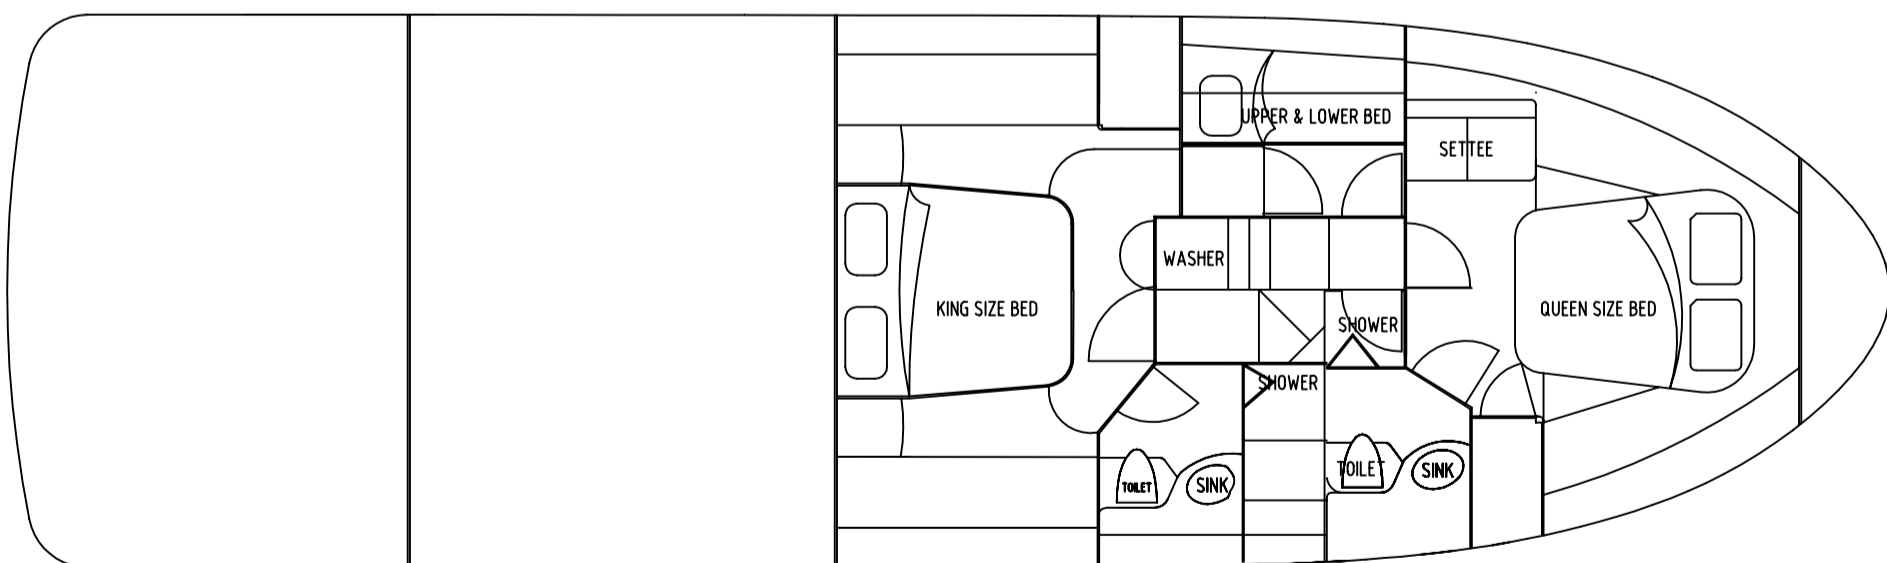 UPPER & LOWER BED
SETTEE
WASHER
KING SIZE BED
QUEEN SIZE BED
SHOWER
SHOWER
TOILET
SINK
TOILET
SINK